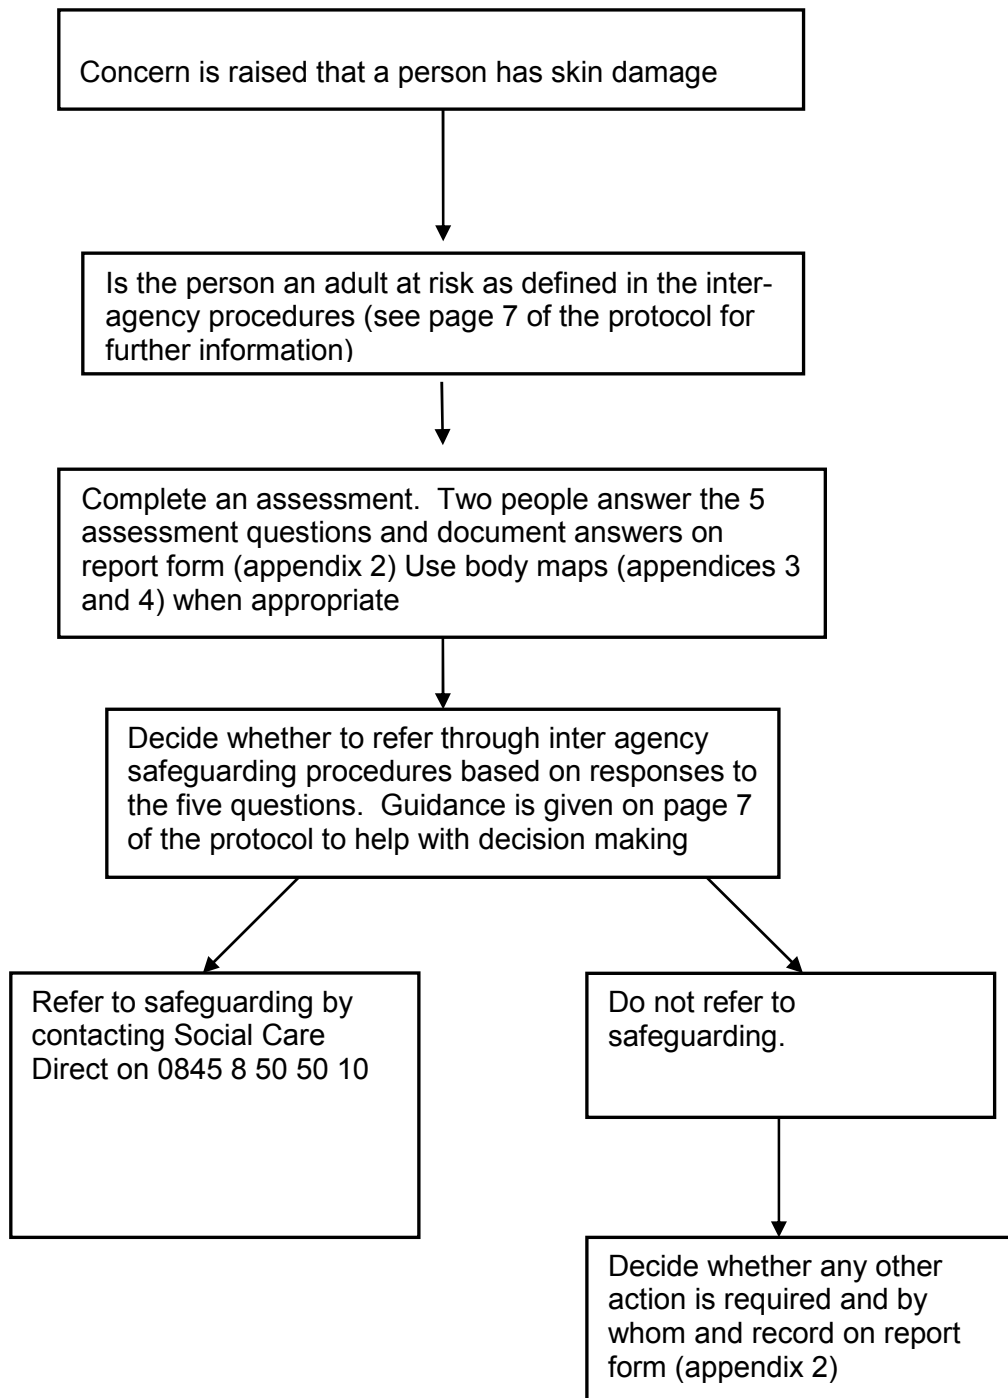 Concern is raised that a person has skin damage
Is the person an adult at risk as defined in the inter-
agency procedures (see page 7 of the protocol for
further information)
Complete an assessment.  Two people answer the 5
assessment questions and document answers on
report form (appendix 2) Use body maps (appendices 3
and 4) when appropriate
Decide whether to refer through inter agency
safeguarding procedures based on responses to
the five questions.  Guidance is given on page 7
of the protocol to help with decision making
Refer to safeguarding by
contacting Social Care
Direct on 0845 8 50 50 10
Do not refer to
safeguarding.
Decide whether any other
action is required and by
whom and record on report
form (appendix 2)